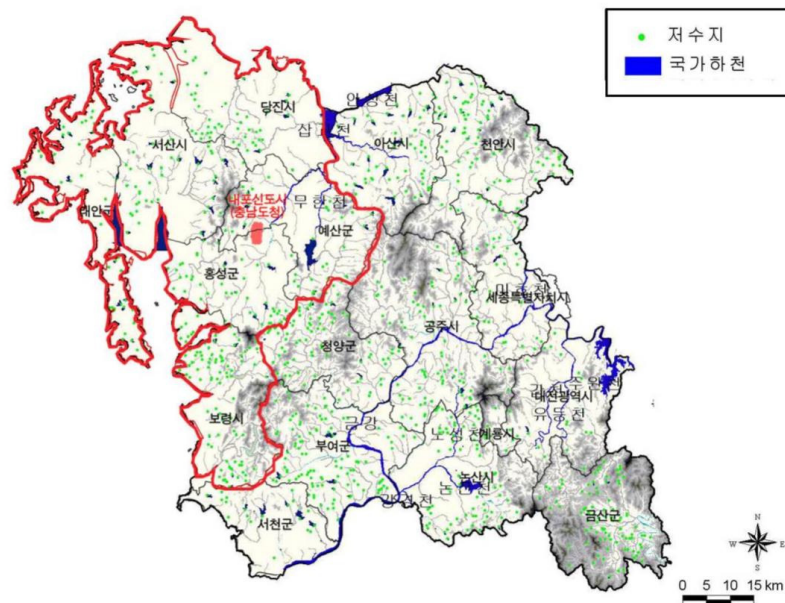 저수지
국가하천
안성천
당진시
삽교천
아산시
천안시
서산시
내포신도시
(충남도청)
무한천
태안군
예산군
홍성군
미호천
세종특별자치시
공주시
청양군
대전광역시
유등천
보령시
금강
노성천
계룡시
부여군
논산시
논산천
강경천
서천군
금산군
N
W E
S
0 5 10 15 km